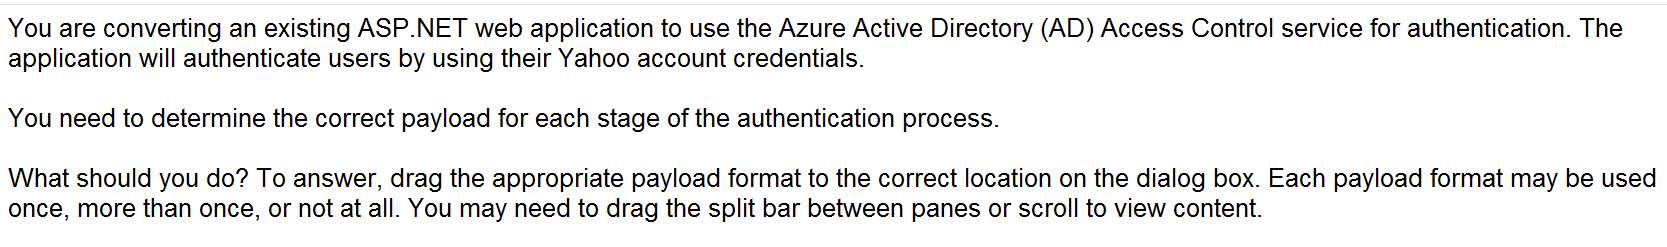 You are converting an existing ASP.NET web application to use the Azure Active Directory (AD) Access Control service for authentication. The
application will authenticate users by using their Yahoo account credentials.
You need to determine the correct payload for each stage of the authentication process.
What should you do? To answer, drag the appropriate payload format to the correct location on the dialog box. Each payload format may be used
once, more than once, or not at all. You may need to drag the split bar between panes or scroll to view content.